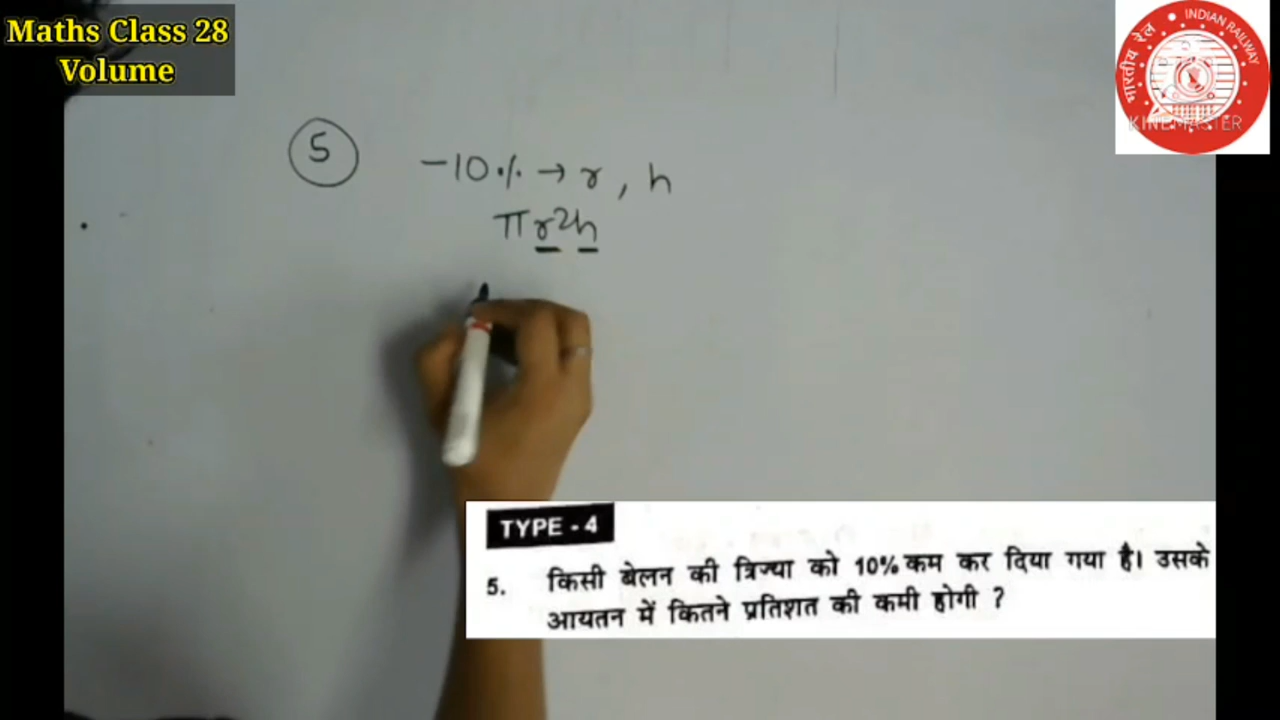 Maths Class 28
Volume
INDIAN RAILWAY
भारतीय रेल
KINEMASTER
5
-10% → r, h
πr2h
TYPE - 4
5. किसी बेलन की त्रिज्या को 10% कम कर दिया गया है। उसके
आयतन में कितने प्रतिशत की कमी होगी ?